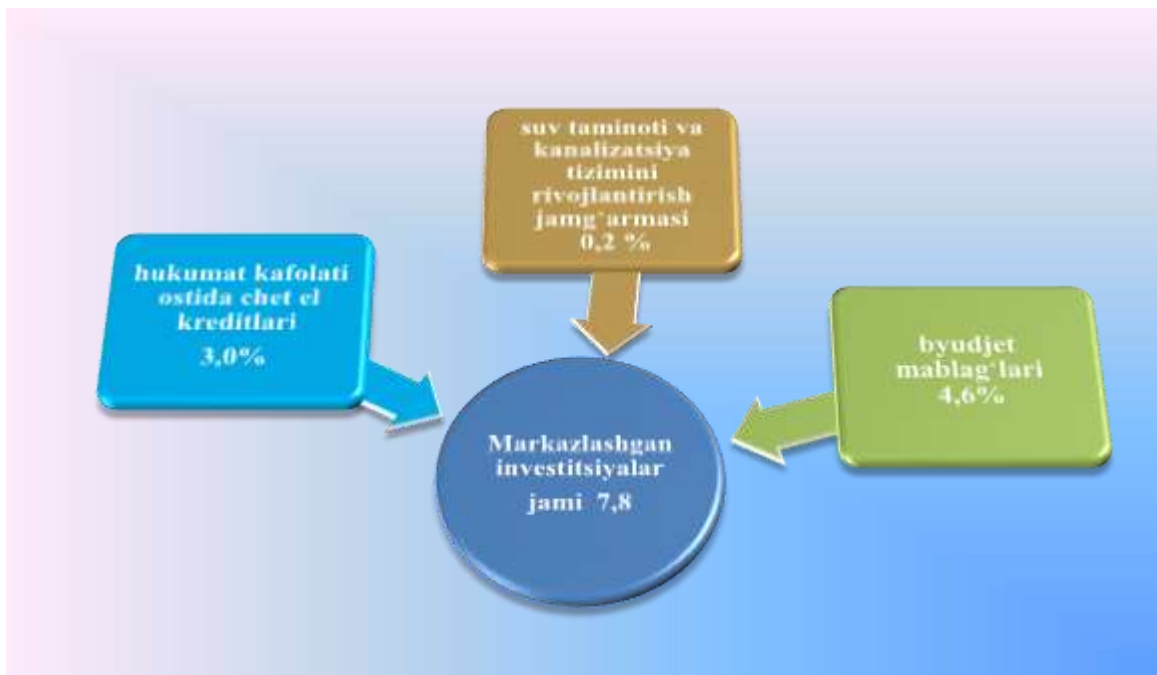 suv taminoti va
kanalizatsiya
tizimini
rivojlantirish
jamg‘armasi
0,2 %
hukumat kafolati
ostida chet el
kreditlari
3,0%
byudjet
mablag‘lari
4,6%
Markazlashgan
investitsiyalar
jami 7,8